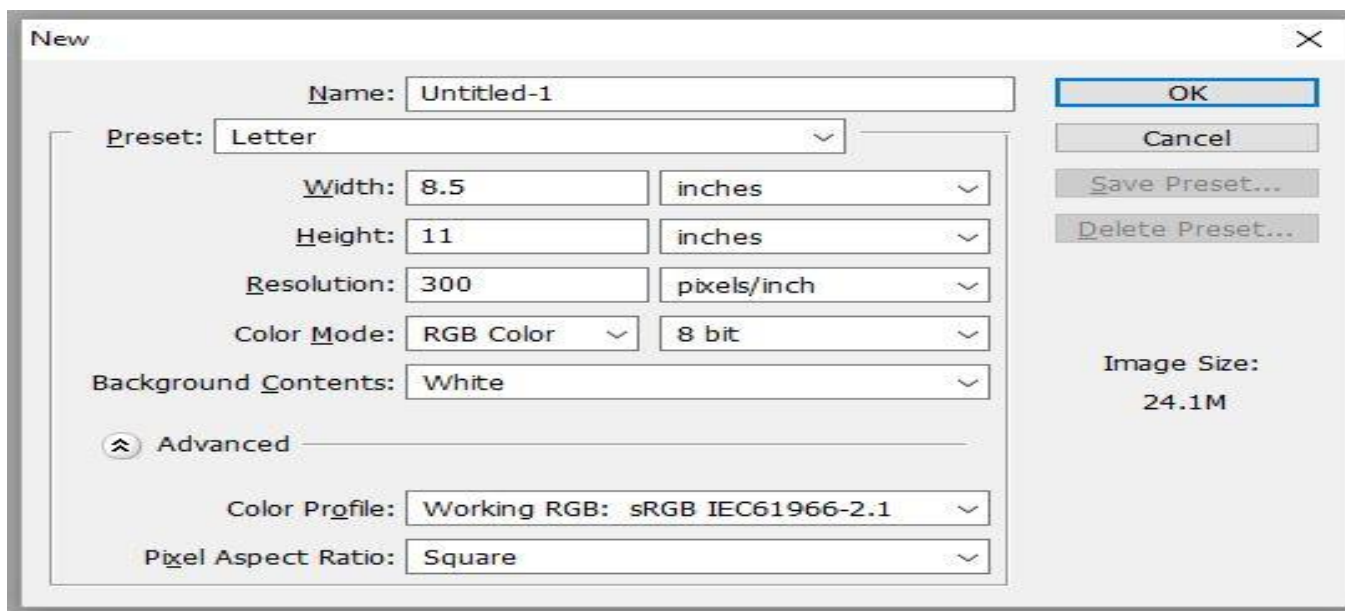 New
Name: Untitled-1
OK
Preset: Letter
Cancel
Width: 8.5 inches
Save Preset...
Height: 11 inches
Delete Preset...
Resolution: 300 pixels/inch
Color Mode: RGB Color 8 bit
Background Contents: White
Image Size:
24.1M
Advanced
Color Profile: Working RGB: sRGB IEC61966-2.1
Pixel Aspect Ratio: Square